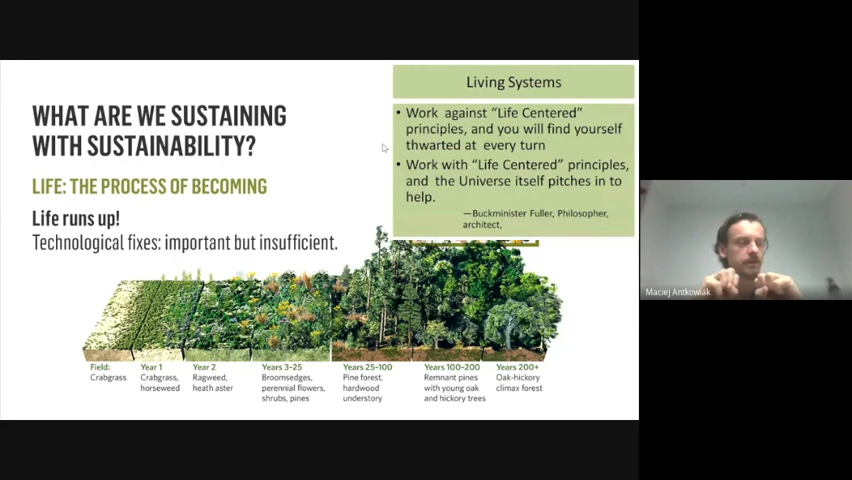 WHAT ARE WE SUSTAINING
WITH SUSTAINABILITY?
LIFE: THE PROCESS OF BECOMING
Life runs up!
Technological fixes: important but insufficient.
Living Systems
• Work against “Life Centered”
principles, and you will find yourself
thwarted at every turn
• Work with “Life Centered” principles,
and the Universe itself pitches in to
help.
—Buckminister Fuller, Philosopher,
architect,
Field:
Crabgrass
Year 1
Crabgrass,
horseweed
Year 2
Ragweed,
heath aster
Years 3-25
Broomsedges,
perennial flowers,
shrubs, pines
Years 25-100
Pine forest,
hardwood
understory
Years 100-200
Remnant pines
with young oak
and hickory trees
Years 200+
Oak-hickory
climax forest
Maciej Antkowiak